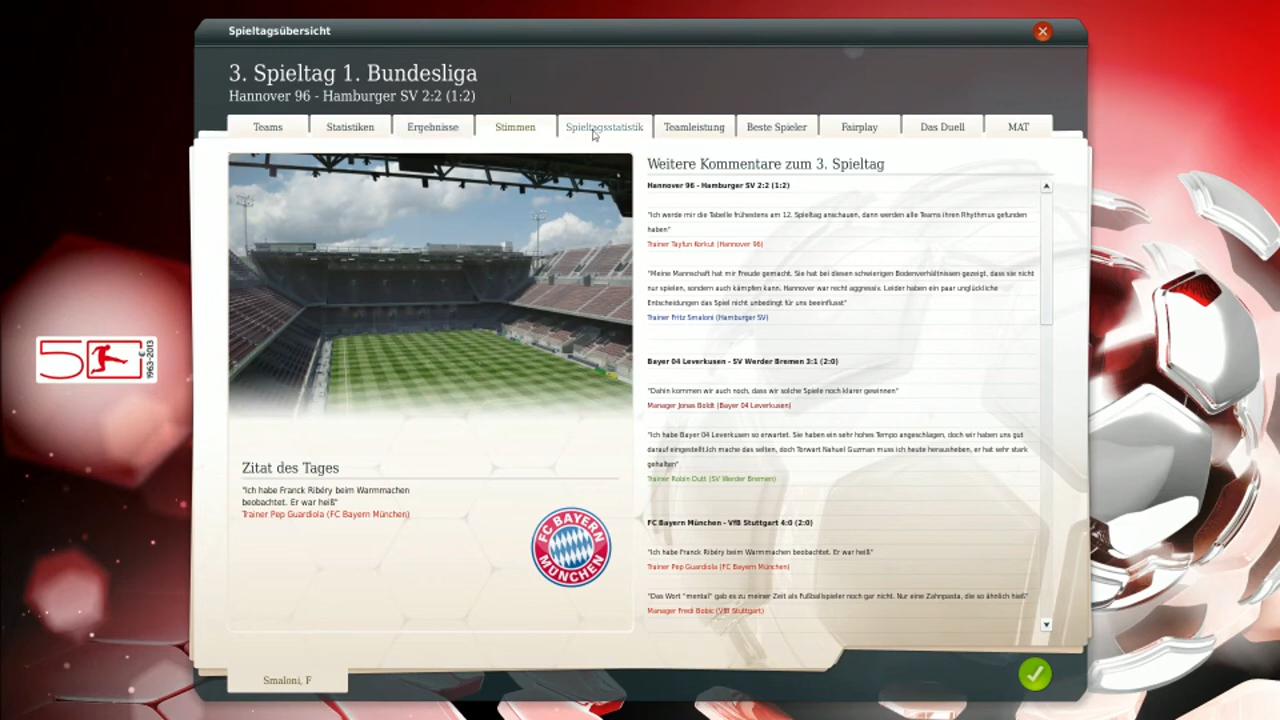 Spieltagsübersicht
3. Spieltag 1. Bundesliga
Hannover 96 - Hamburger SV 2:2 (1:2)
Teams
Statistiken
Ergebnisse
Stimmen
Spieltagsstatistik
Teamleistung
Beste Spieler
Fairplay
Das Duell
MAT
Weitere Kommentare zum 3. Spieltag
Hannover 96 - Hamburger SV 2:2 (1:2)
"Ich werde mir die Tabelle frühestens am 12. Spieltag anschauen, dann werden alle Teams ihren Rhythmus gefunden
haben"
Trainer Tayfun Korkut (Hannover 96)
"Meine Mannschaft hat mir Freude gemacht. Sie hat bei diesen schwierigen Bodenverhältnissen gezeigt, dass sie nicht
nur spielen, sondern auch kämpfen kann. Hannover war recht aggressiv. Leider haben ein paar unglückliche
Entscheidungen das Spiel nicht unbedingt für uns beeinflusst"
Trainer Fritz Smaloni (Hamburger SV)
Bayer 04 Leverkusen - SV Werder Bremen 3:1 (2:0)
"Dahin kommen wir auch noch, dass wir solche Spiele noch klarer gewinnen"
Manager Jonas Boldt (Bayer 04 Leverkusen)
"Ich habe Bayer 04 Leverkusen so erwartet. Sie haben ein sehr hohes Tempo angeschlagen, doch wir haben uns gut
darauf eingestellt.Ich mache das selten, doch Torwart Nahuel Guzman muss ich heute herausheben, er hat sehr stark
gehalten"
Trainer Robin Dutt (SV Werder Bremen)
FC Bayern München - VfB Stuttgart 4:0 (2:0)
"Ich habe Franck Ribéry beim Warmmachen beobachtet. Er war heiß"
Trainer Pep Guardiola (FC Bayern München)
"Das Wort "mental" gab es zu meiner Zeit als Fußballspieler noch gar nicht. Nur eine Zahnpasta, die so ähnlich hieß"
Manager Fredi Bobic (VfB Stuttgart)
Zitat des Tages
"Ich habe Franck Ribéry beim Warmmachen
beobachtet. Er war heiß"
Trainer Pep Guardiola (FC Bayern München)
FC BAYERN
MÜNCHEN
50
1963-2013
Smaloni, F